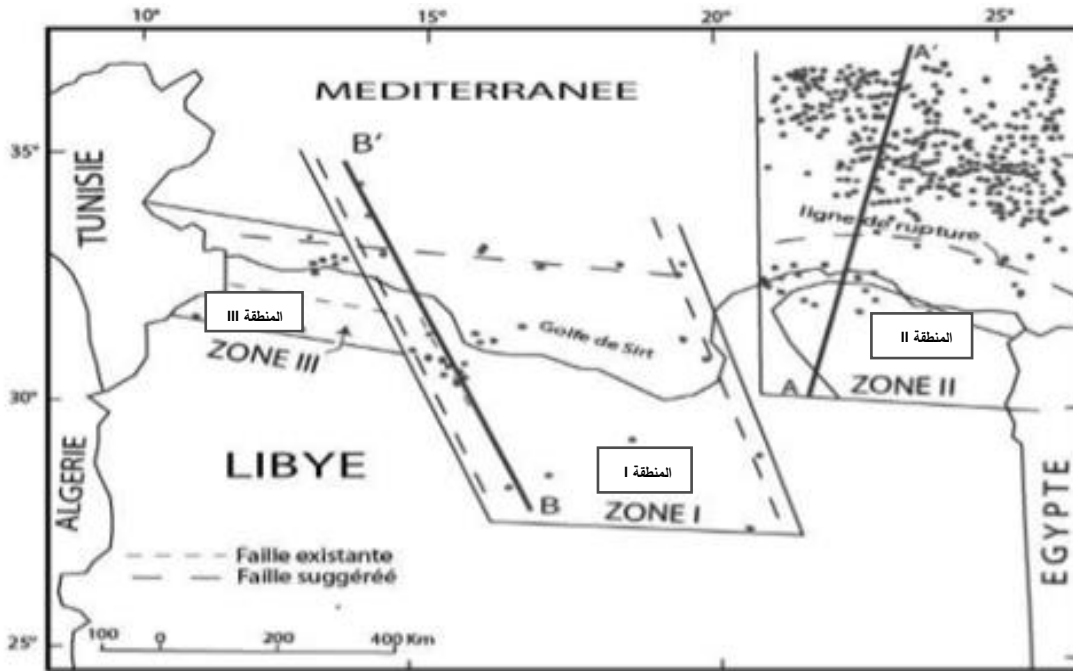 10° 15° 20° 25°
35°
30°
25°
MEDITERRANEE
TUNISIE
ALGERIE
LIBYE
EGYPTE
B'
A'
ligne de rupture
المنطقة III
ZONE III
Golfe de Sirt
المنطقة II
A
ZONE II
المنطقة I
B
ZONE I
Faille existante
Faille suggéréé
100 0 200 400 Km